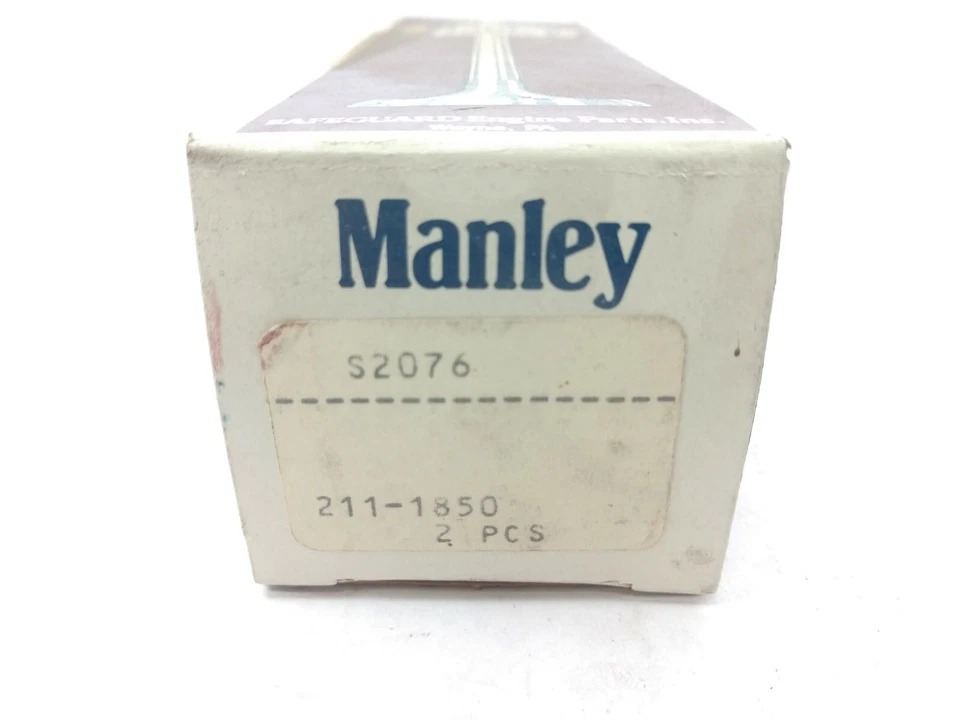 SAFEGUARD Engine Parts, Inc.
Manley
S2076
211-1850
2 PCS